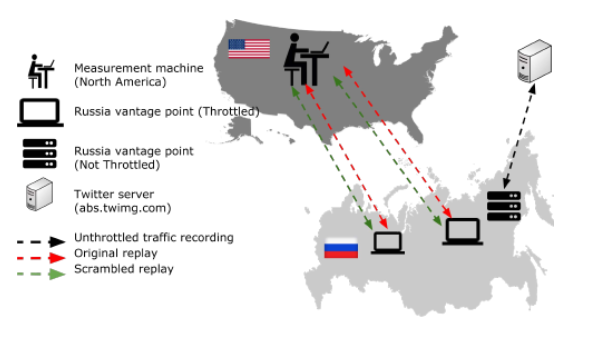 Measurement machine
(North America)
Russia vantage point (Throttled)
Russia vantage point
(Not Throttled)
Twitter server
(abs.twimg.com)
Unthrottled traffic recording
Original replay
Scrambled replay